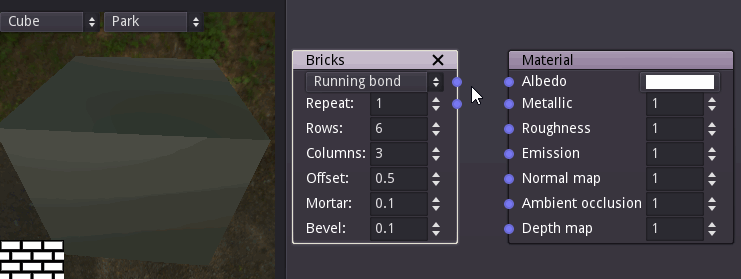 Cube
Park
Bricks
Running bond
Repeat: 1
Rows: 6
Columns: 3
Offset: 0.5
Mortar: 0.1
Bevel: 0.1
Material
Albedo
Metallic 1
Roughness 1
Emission 1
Normal map 1
Ambient occlusion 1
Depth map 1